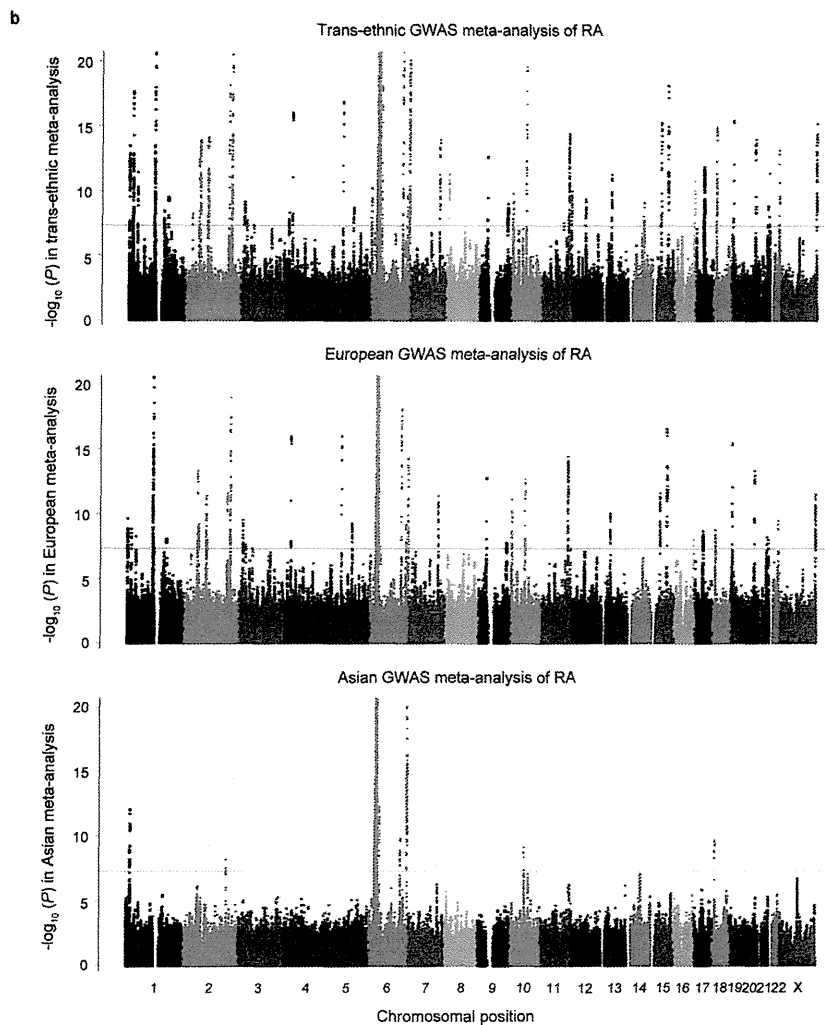 b
Trans-ethnic GWAS meta-analysis of RA
-log10 (P) in trans-ethnic meta-analysis
20
15
10
5
0
European GWAS meta-analysis of RA
-log10 (P) in European meta-analysis
20
15
10
5
0
Asian GWAS meta-analysis of RA
-log10 (P) in Asian meta-analysis
20
15
10
5
0
1 2 3 4 5 6 7 8 9 10 11 12 13 14 15 16 17 18 19 20 21 22 X
Chromosomal position